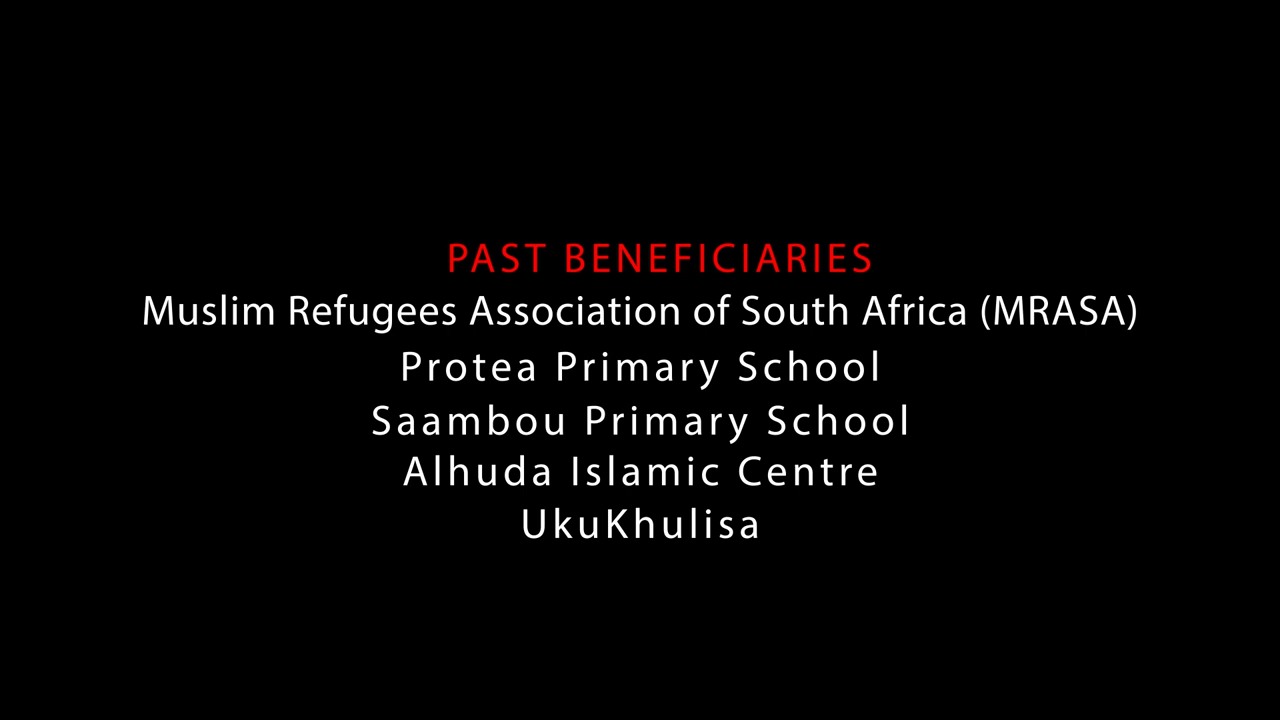 PAST BENEFICIARIES
Muslim Refugees Association of South Africa (MRASA)
Protea Primary School
Saambou Primary School
Alhuda Islamic Centre
UkuKhulisa